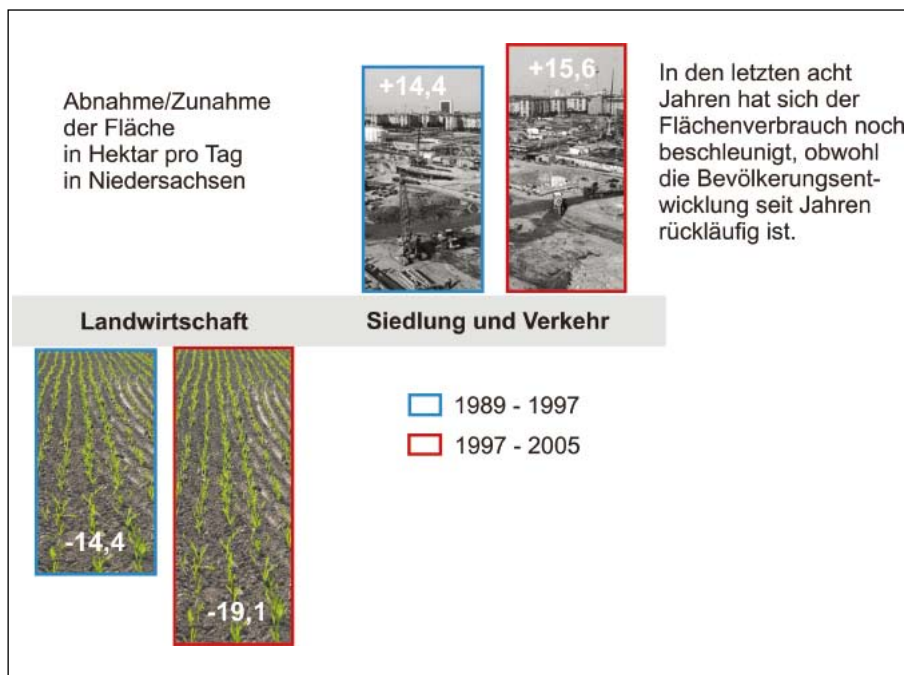 Abnahme/Zunahme
der Fläche
in Hektar pro Tag
in Niedersachsen
+14,4
+15,6
In den letzten acht
Jahren hat sich der
Flächenverbrauch noch
beschleunigt, obwohl
die Bevölkerungsent-
wicklung seit Jahren
rückläufig ist.
Landwirtschaft
Siedlung und Verkehr
-14,4
-19,1
1989 - 1997
1997 - 2005